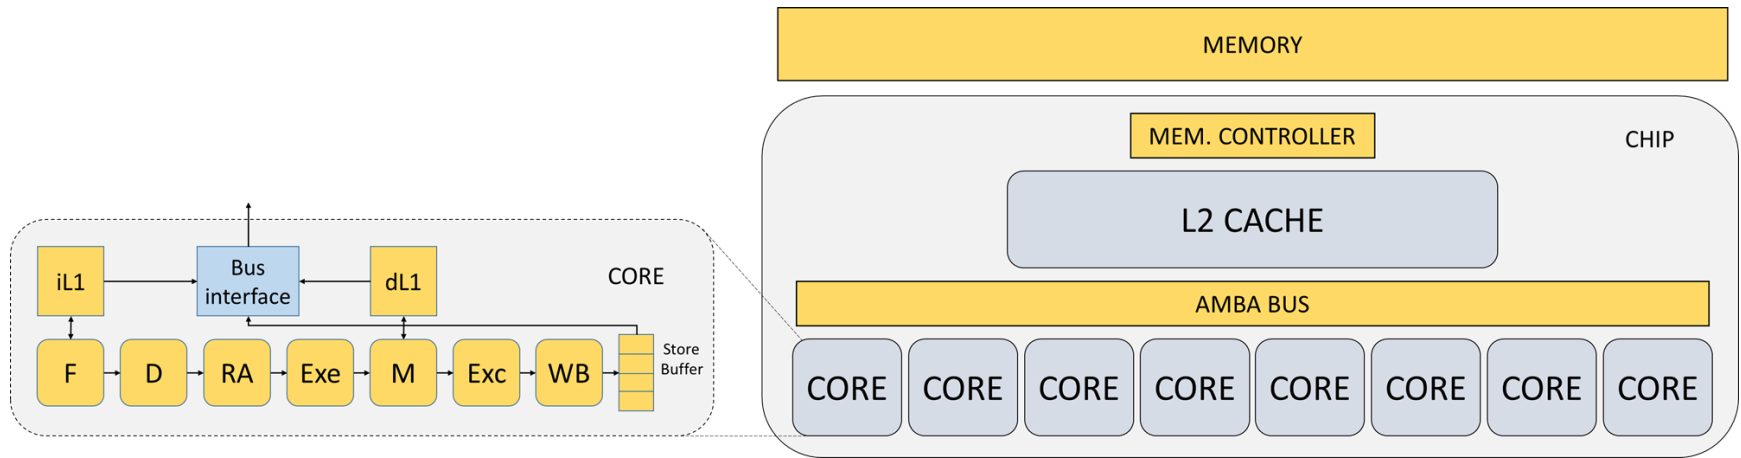 MEMORY
MEM. CONTROLLER
CHIP
L2 CACHE
AMBA BUS
CORE CORE CORE CORE CORE CORE CORE CORE
iL1
Bus
interface
dL1
CORE
F D RA Exe M Exc WB
Store
Buffer